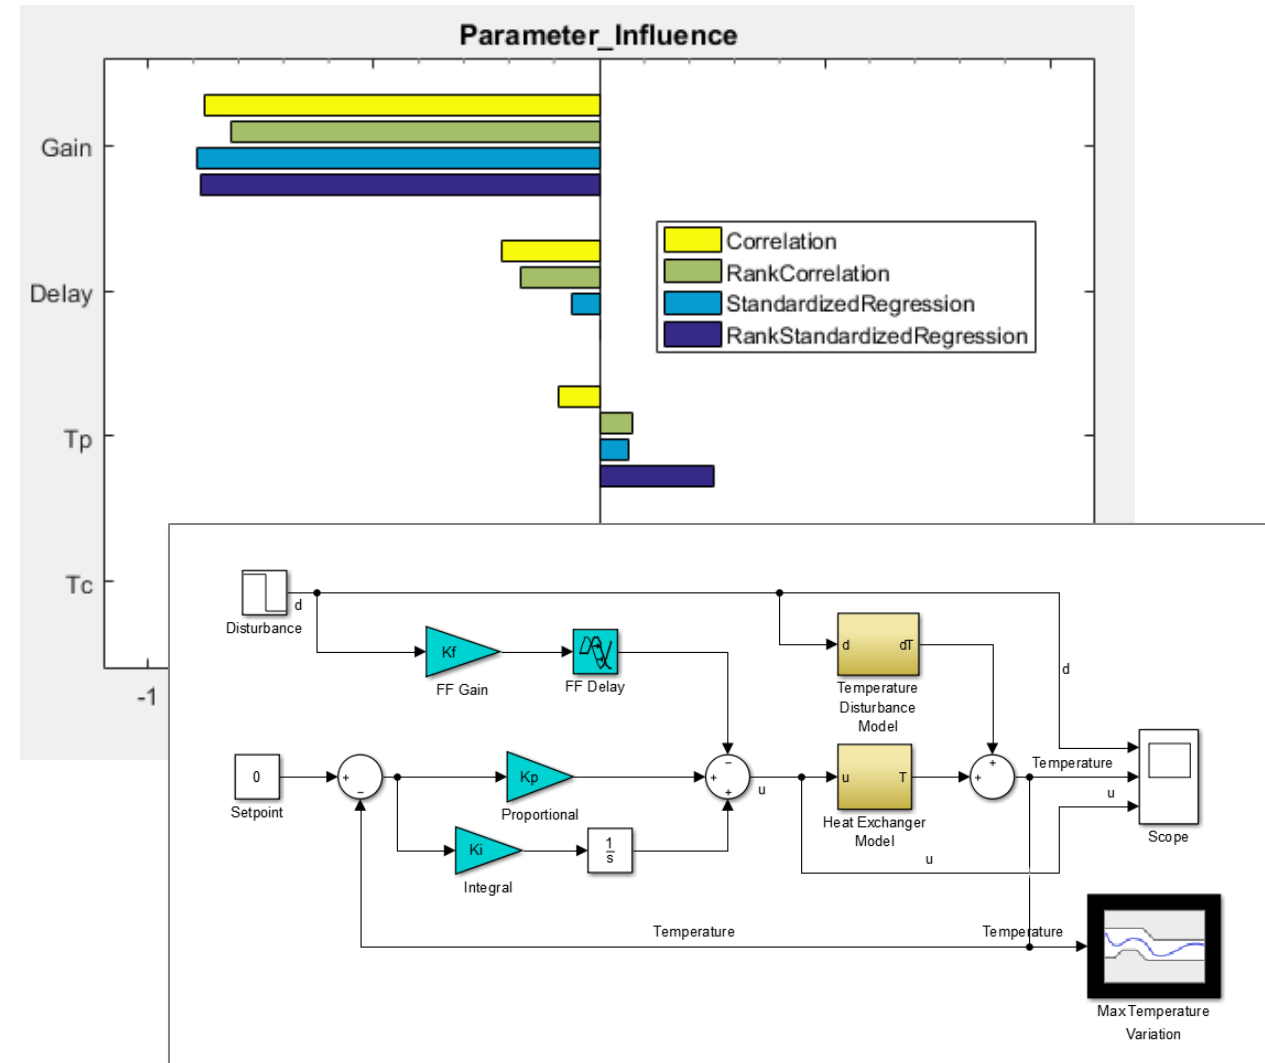 Parameter_Influence
Gain
Delay
Tp
Tc
-1
Correlation
RankCorrelation
StandardizedRegression
RankStandardizedRegression
d
Disturbance
Kf
FF Gain
FF Delay
d
dT
Temperature
Disturbance
Model
d
0
Setpoint
+
−
Kp
Proportional
Ki
Integral
1
s
−
+
+
u
u
T
Heat Exchanger
Model
+
+
Temperature
u
Scope
u
Temperature
Temperature
Max Temperature
Variation